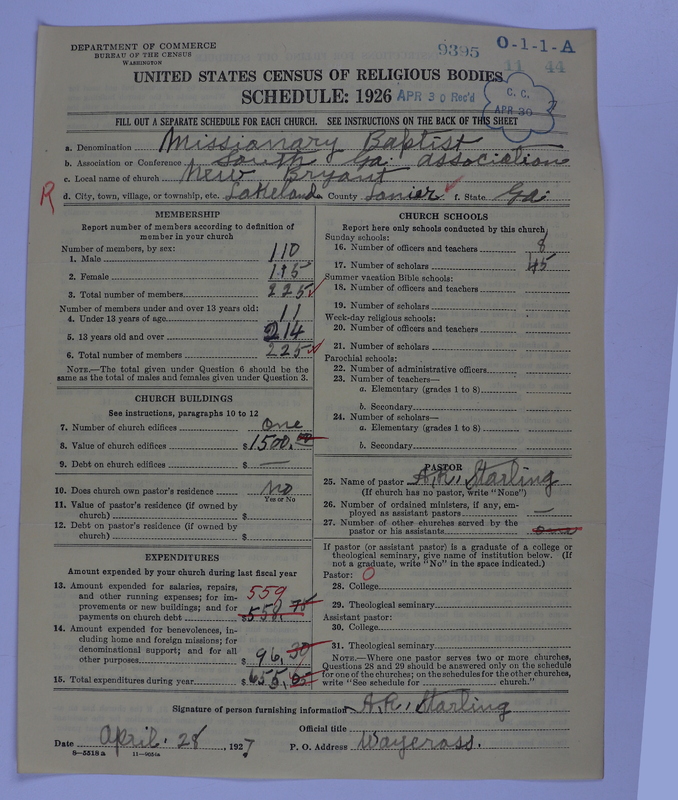 DEPARTMENT OF COMMERCE
BUREAU OF THE CENSUS
WASHINGTON
9395
O-1-1-A
11 44
UNITED STATES CENSUS OF RELIGIOUS BODIES
SCHEDULE: 1926
APR 30 Rec'd
C. C.
APR 30
FILL OUT A SEPARATE SCHEDULE FOR EACH CHURCH. SEE INSTRUCTIONS ON THE BACK OF THIS SHEET
a. Denomination Missionary Baptist
b. Association or Conference South Ga. association
c. Local name of church New Bryant
R d. City, town, village, or township, etc. Lakeland County Lanier f. State Ga.
MEMBERSHIP
Report number of members according to definition of
member in your church
Number of members, by sex:
1. Male 110
2. Female 115
3. Total number of members 225
Number of members under and over 13 years old:
4. Under 13 years of age 11
5. 13 years old and over 214
6. Total number of members 225
NOTE.—The total given under Question 6 should be the
same as the total of males and females given under Question 3.
CHURCH BUILDINGS
See instructions, paragraphs 10 to 12
7. Number of church edifices one
8. Value of church edifices $1500.00
9. Debt on church edifices $ —
10. Does church own pastor's residence no
Yes or No
11. Value of pastor's residence (if owned by
church) $
12. Debt on pastor's residence (if owned by
church) $
EXPENDITURES
Amount expended by your church during last fiscal year
13. Amount expended for salaries, repairs,
and other running expenses; for im- 559
provements or new buildings; and for
payments on church debt $558.75
14. Amount expended for benevolences, in-
cluding home and foreign missions; for
denominational support; and for all
other purposes $96.30
15. Total expenditures during year $655.05
CHURCH SCHOOLS
Report here only schools conducted by this church
Sunday schools:
16. Number of officers and teachers 8
17. Number of scholars 45
Summer vacation Bible schools:
18. Number of officers and teachers
19. Number of scholars
Week-day religious schools:
20. Number of officers and teachers
21. Number of scholars
Parochial schools:
22. Number of administrative officers
23. Number of teachers—
a. Elementary (grades 1 to 8)
b. Secondary
24. Number of scholars—
a. Elementary (grades 1 to 8)
b. Secondary
PASTOR
25. Name of pastor A.R. Starling
(If church has no pastor, write "None")
26. Number of ordained ministers, if any, em-
ployed as assistant pastors —
27. Number of other churches served by the
pastor or his assistants
If pastor (or assistant pastor) is a graduate of a college or
theological seminary, give name of institution below. (If
not a graduate, write "No" in the space indicated.)
Pastor: 0
28. College
29. Theological seminary
Assistant pastor:
30. College
31. Theological seminary
NOTE.—Where one pastor serves two or more churches,
Questions 28 and 29 should be answered only on the schedule
for one of the churches; on the schedules for the other churches,
write "See schedule for church."
Signature of person furnishing information A.R. Starling
Official title
Date April. 28, 1927
P. O. Address Waycross.
8—5518 a 11—9051a